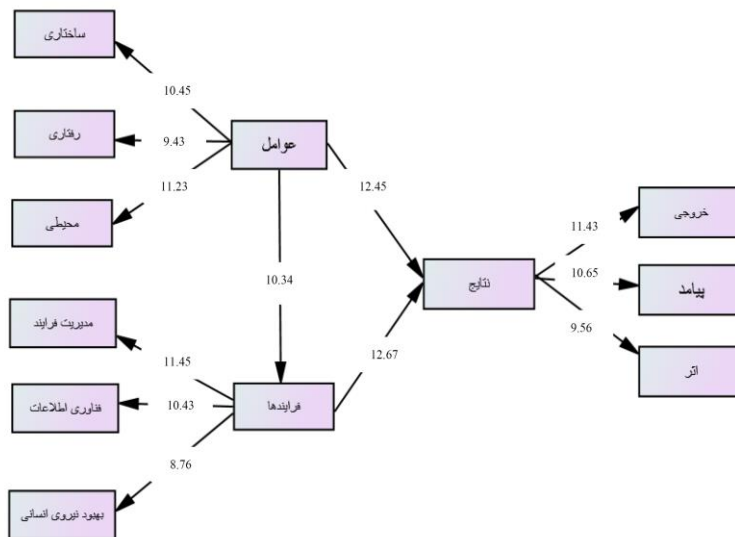 ساختاری
10.45
رفتاری
9.43
عوامل
11.23
12.45
محیطی
خروجی
11.43
10.34
نتایج
10.65
پیامد
9.56
مدیریت فرایند
11.45
12.67
اثر
10.43
فناوری اطلاعات
فرایندها
8.76
بهبود نیروی انسانی